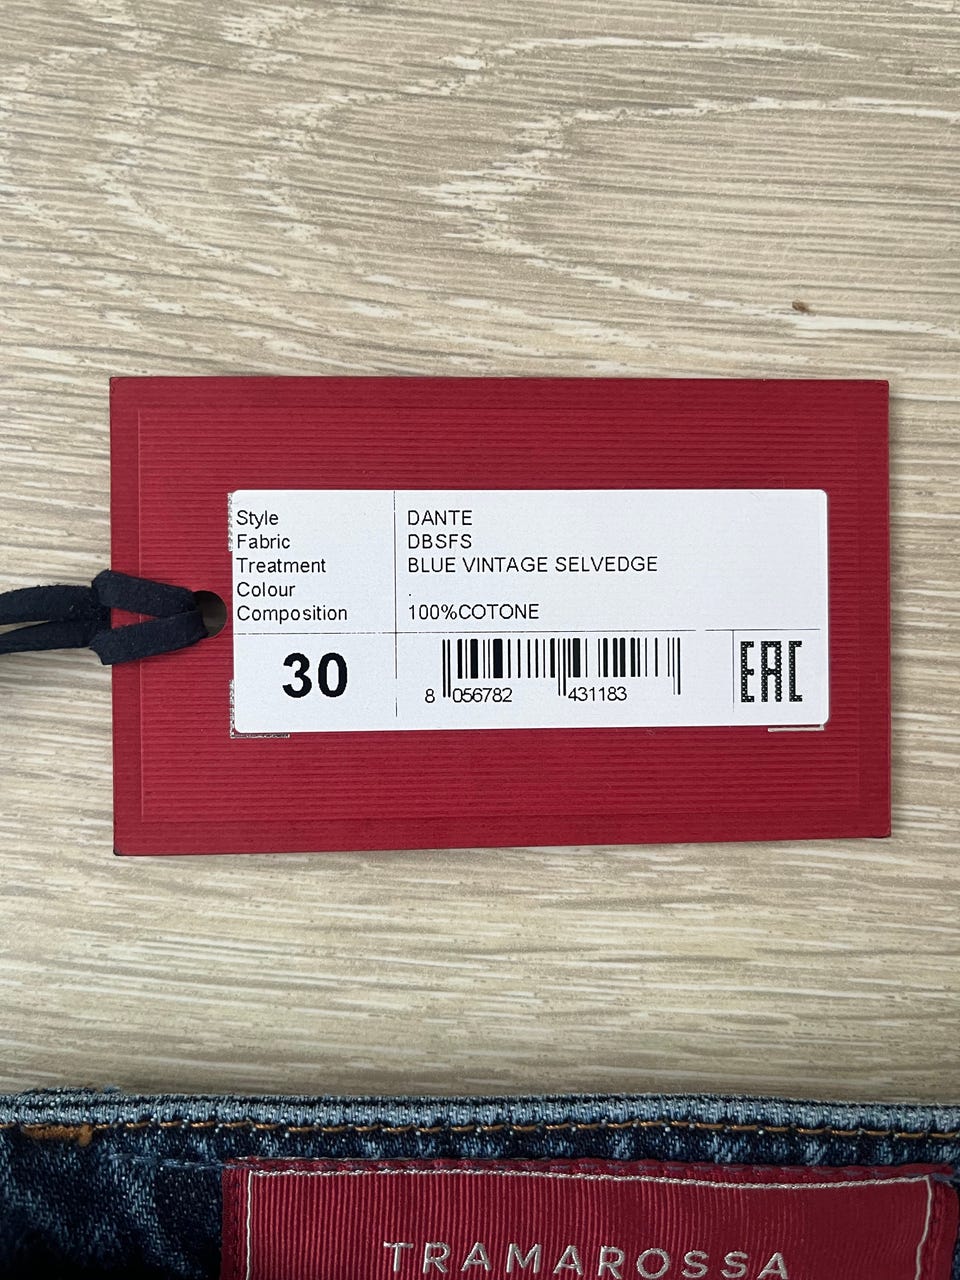 Style DANTE
Fabric DBSFS
Treatment BLUE VINTAGE SELVEDGE
Colour .
Composition 100%COTONE
30
8 056782 431183
EAC
TRAMAROSSA